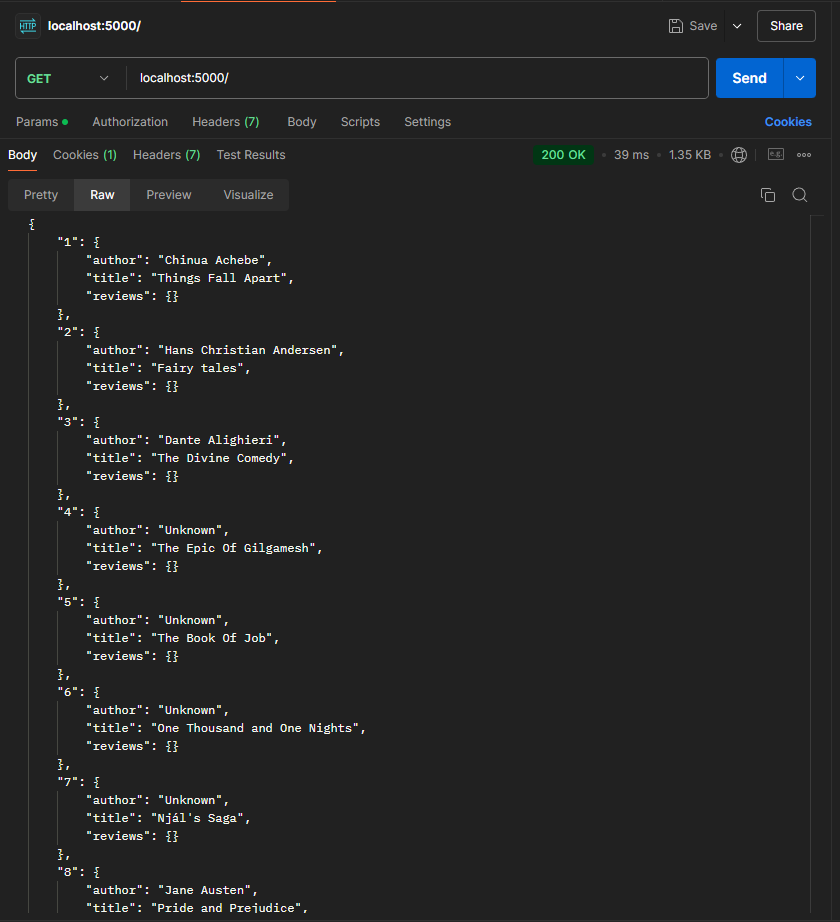 HTTP localhost:5000/ Save Share
GET localhost:5000/ Send
Params Authorization Headers (7) Body Scripts Settings Cookies
Body Cookies (1) Headers (7) Test Results 200 OK 39 ms 1.35 KB e.g.
Pretty Raw Preview Visualize
{
    "1": {
        "author": "Chinua Achebe",
        "title": "Things Fall Apart",
        "reviews": {}
    },
    "2": {
        "author": "Hans Christian Andersen",
        "title": "Fairy tales",
        "reviews": {}
    },
    "3": {
        "author": "Dante Alighieri",
        "title": "The Divine Comedy",
        "reviews": {}
    },
    "4": {
        "author": "Unknown",
        "title": "The Epic Of Gilgamesh",
        "reviews": {}
    },
    "5": {
        "author": "Unknown",
        "title": "The Book Of Job",
        "reviews": {}
    },
    "6": {
        "author": "Unknown",
        "title": "One Thousand and One Nights",
        "reviews": {}
    },
    "7": {
        "author": "Unknown",
        "title": "Njál's Saga",
        "reviews": {}
    },
    "8": {
        "author": "Jane Austen",
        "title": "Pride and Prejudice",